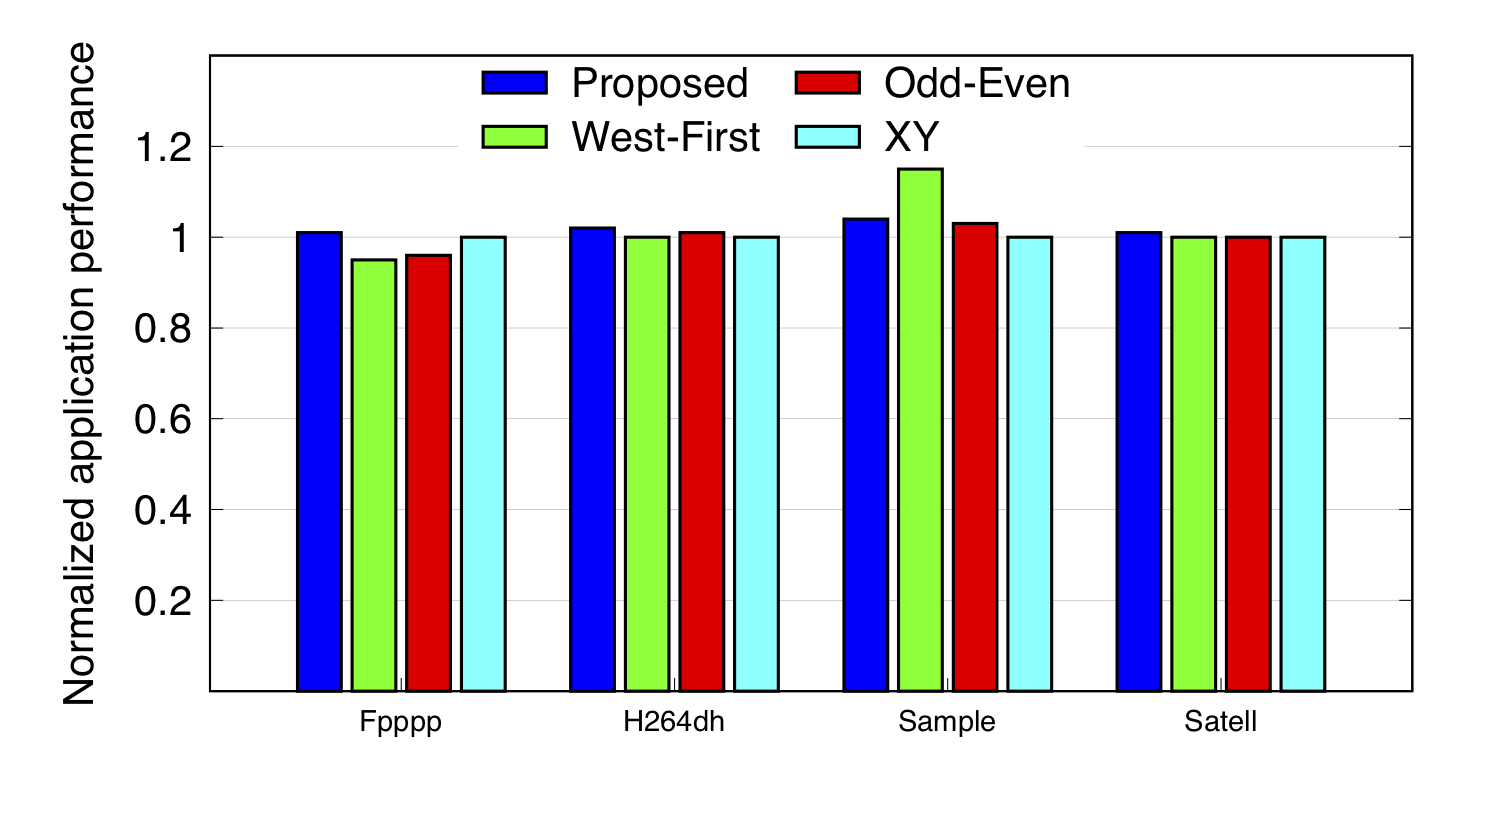 Normalized application performance
Proposed Odd-Even
West-First XY
1.2
1
0.8
0.6
0.4
0.2
Fpppp H264dh Sample Satell